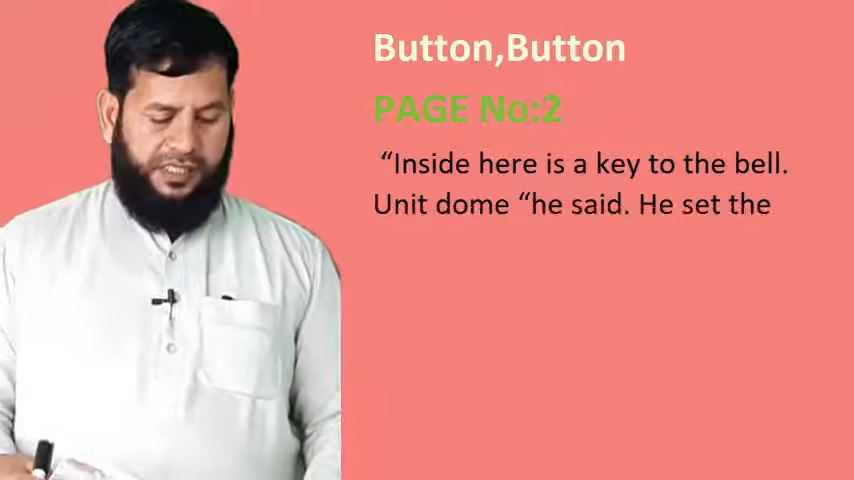 Button,Button
PAGE No:2
“Inside here is a key to the bell.
Unit dome “he said. He set the